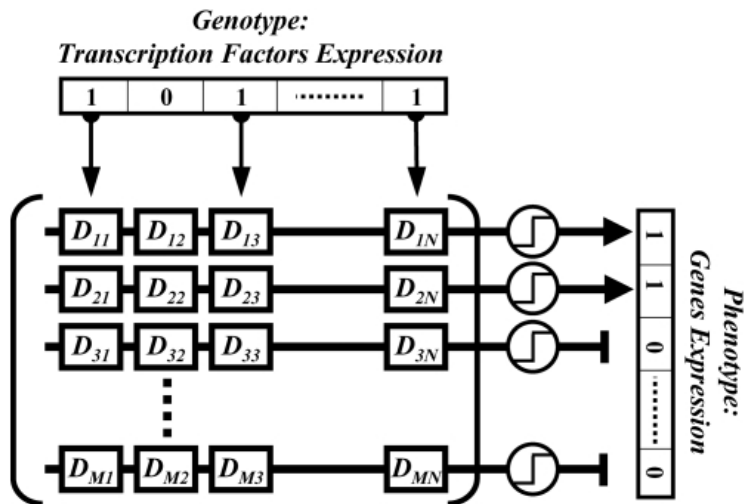 Genotype:
Transcription Factors Expression
1 0 1 1
D11 D12 D13 D1N
D21 D22 D23 D2N
D31 D32 D33 D3N
DM1 DM2 DM3 DMN
1
1
0
0
Phenotype:
Genes Expression